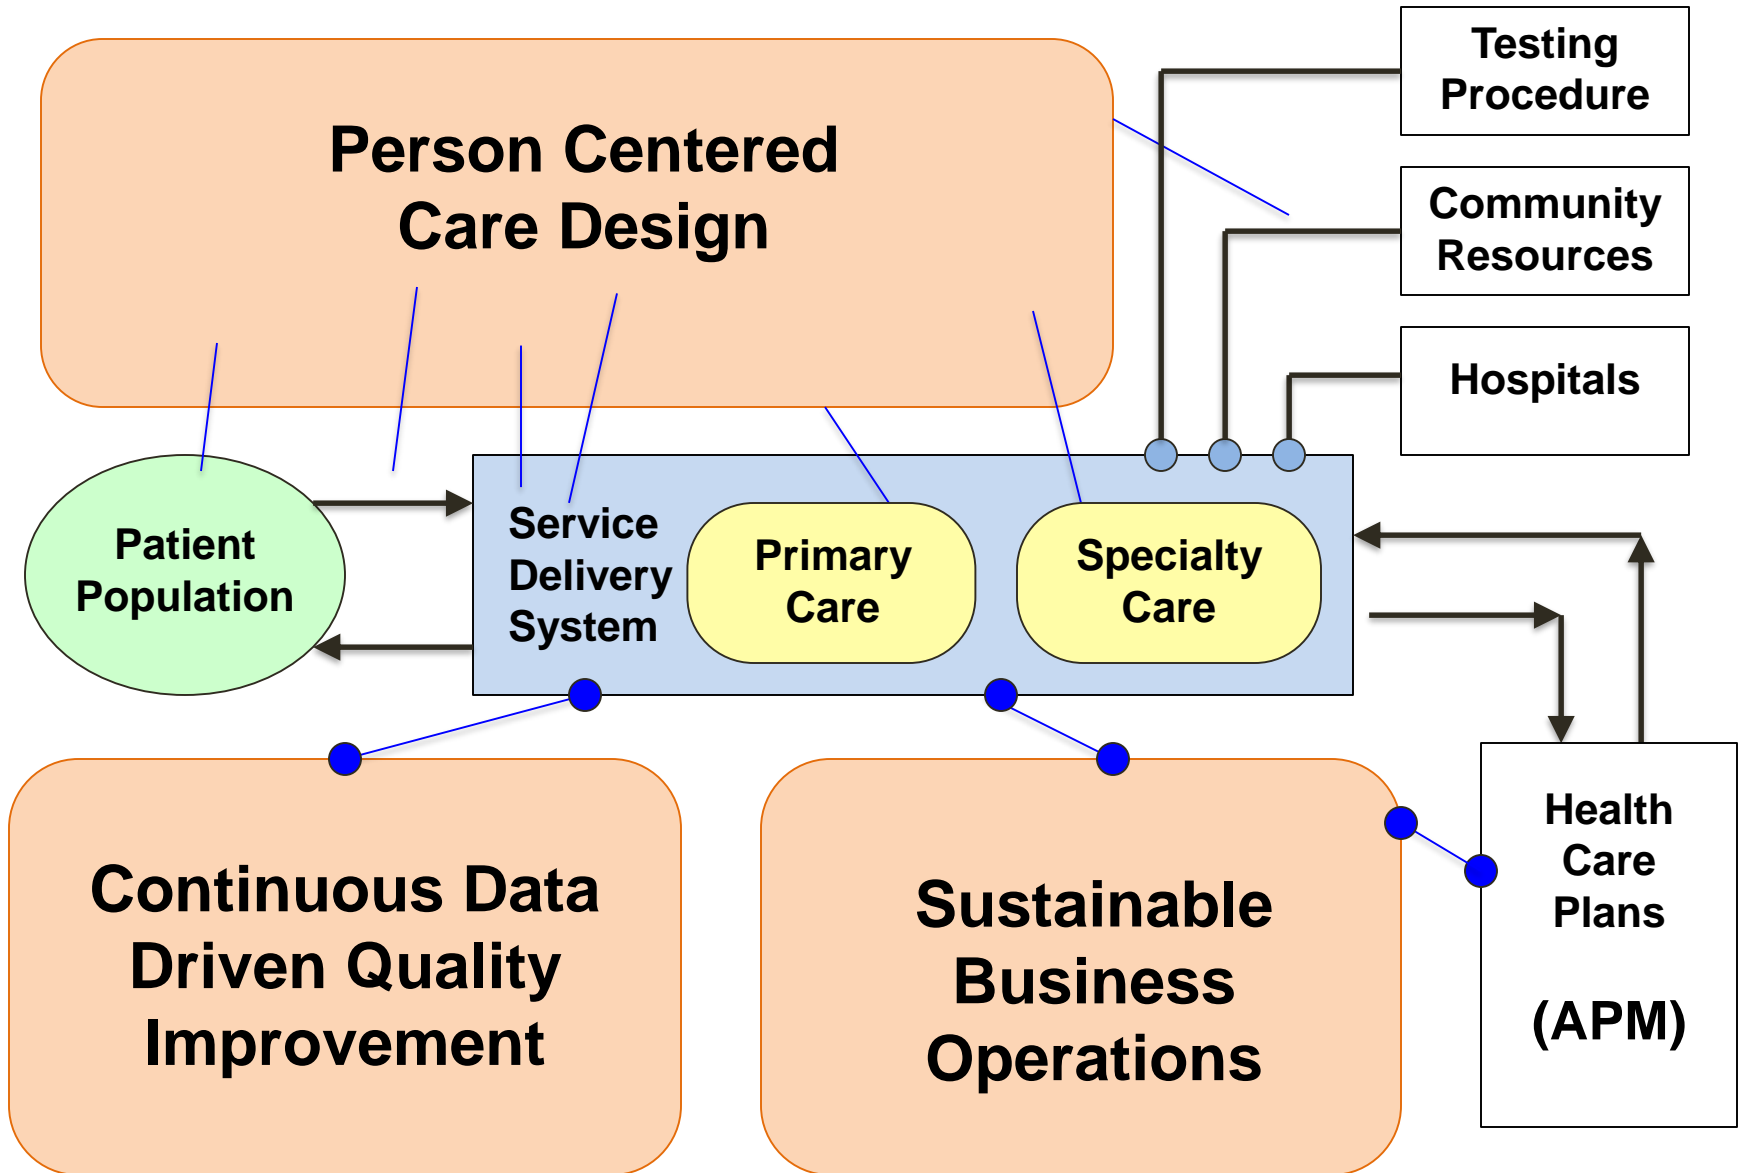 Testing
Procedure
Person Centered
Care Design
Community
Resources
Hospitals
Patient
Population
Service
Delivery
System
Primary
Care
Specialty
Care
Continuous Data
Driven Quality
Improvement
Sustainable
Business
Operations
Health
Care
Plans
(APM)